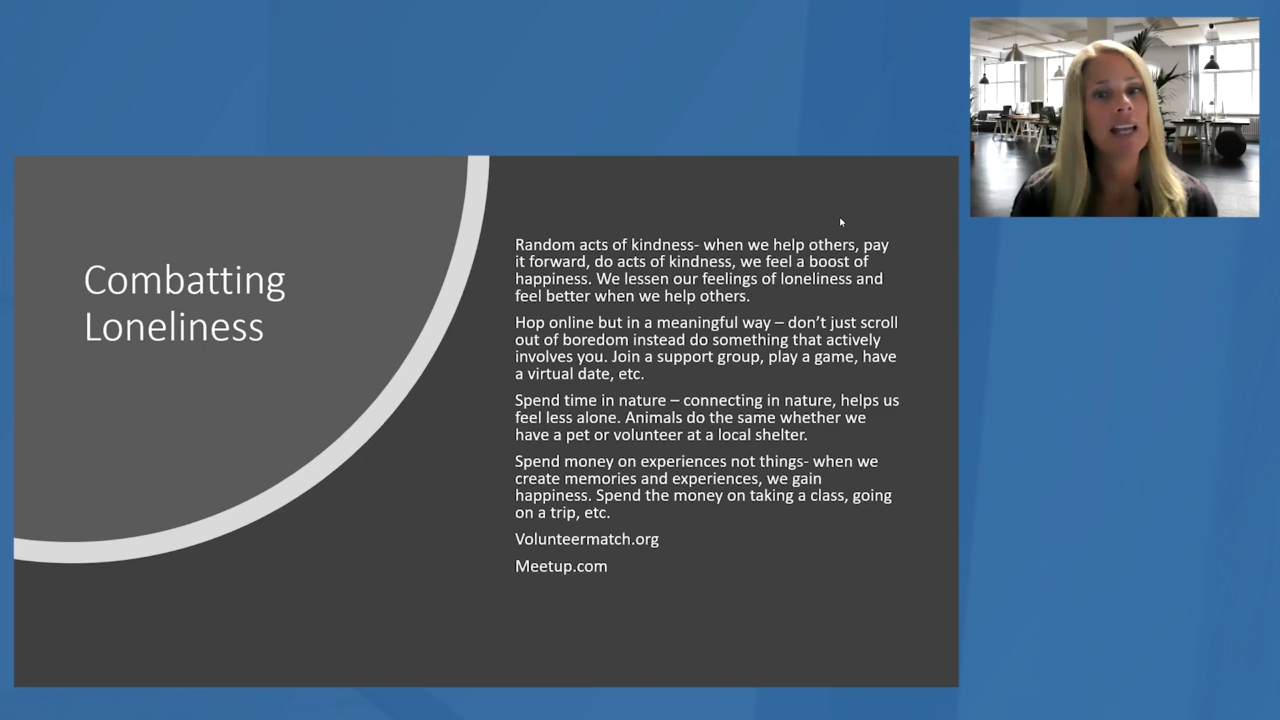 Combatting
Loneliness
Random acts of kindness- when we help others, pay
it forward, do acts of kindness, we feel a boost of
happiness. We lessen our feelings of loneliness and
feel better when we help others.
Hop online but in a meaningful way – don’t just scroll
out of boredom instead do something that actively
involves you. Join a support group, play a game, have
a virtual date, etc.
Spend time in nature – connecting in nature, helps us
feel less alone. Animals do the same whether we
have a pet or volunteer at a local shelter.
Spend money on experiences not things- when we
create memories and experiences, we gain
happiness. Spend the money on taking a class, going
on a trip, etc.
Volunteermatch.org
Meetup.com